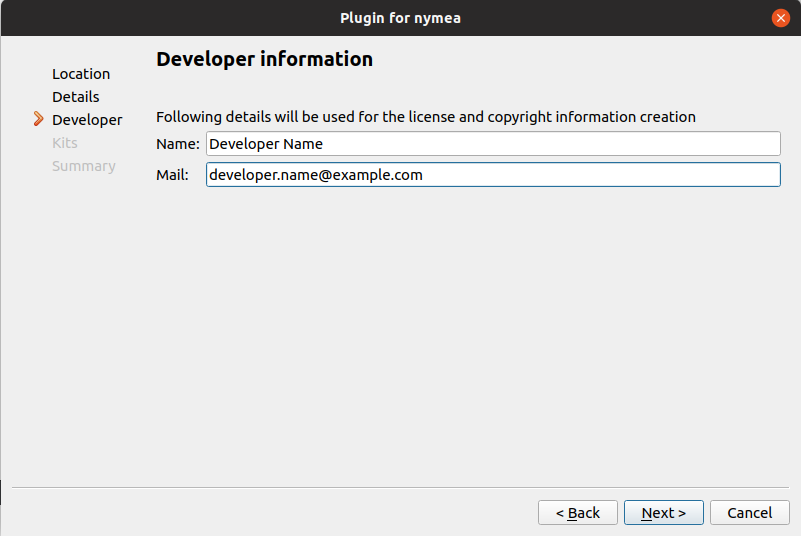 Plugin for nymea
Location
Details
Developer
Kits
Summary
Developer information
Following details will be used for the license and copyright information creation
Name: Developer Name
Mail: developer.name@example.com
< Back
Next >
Cancel